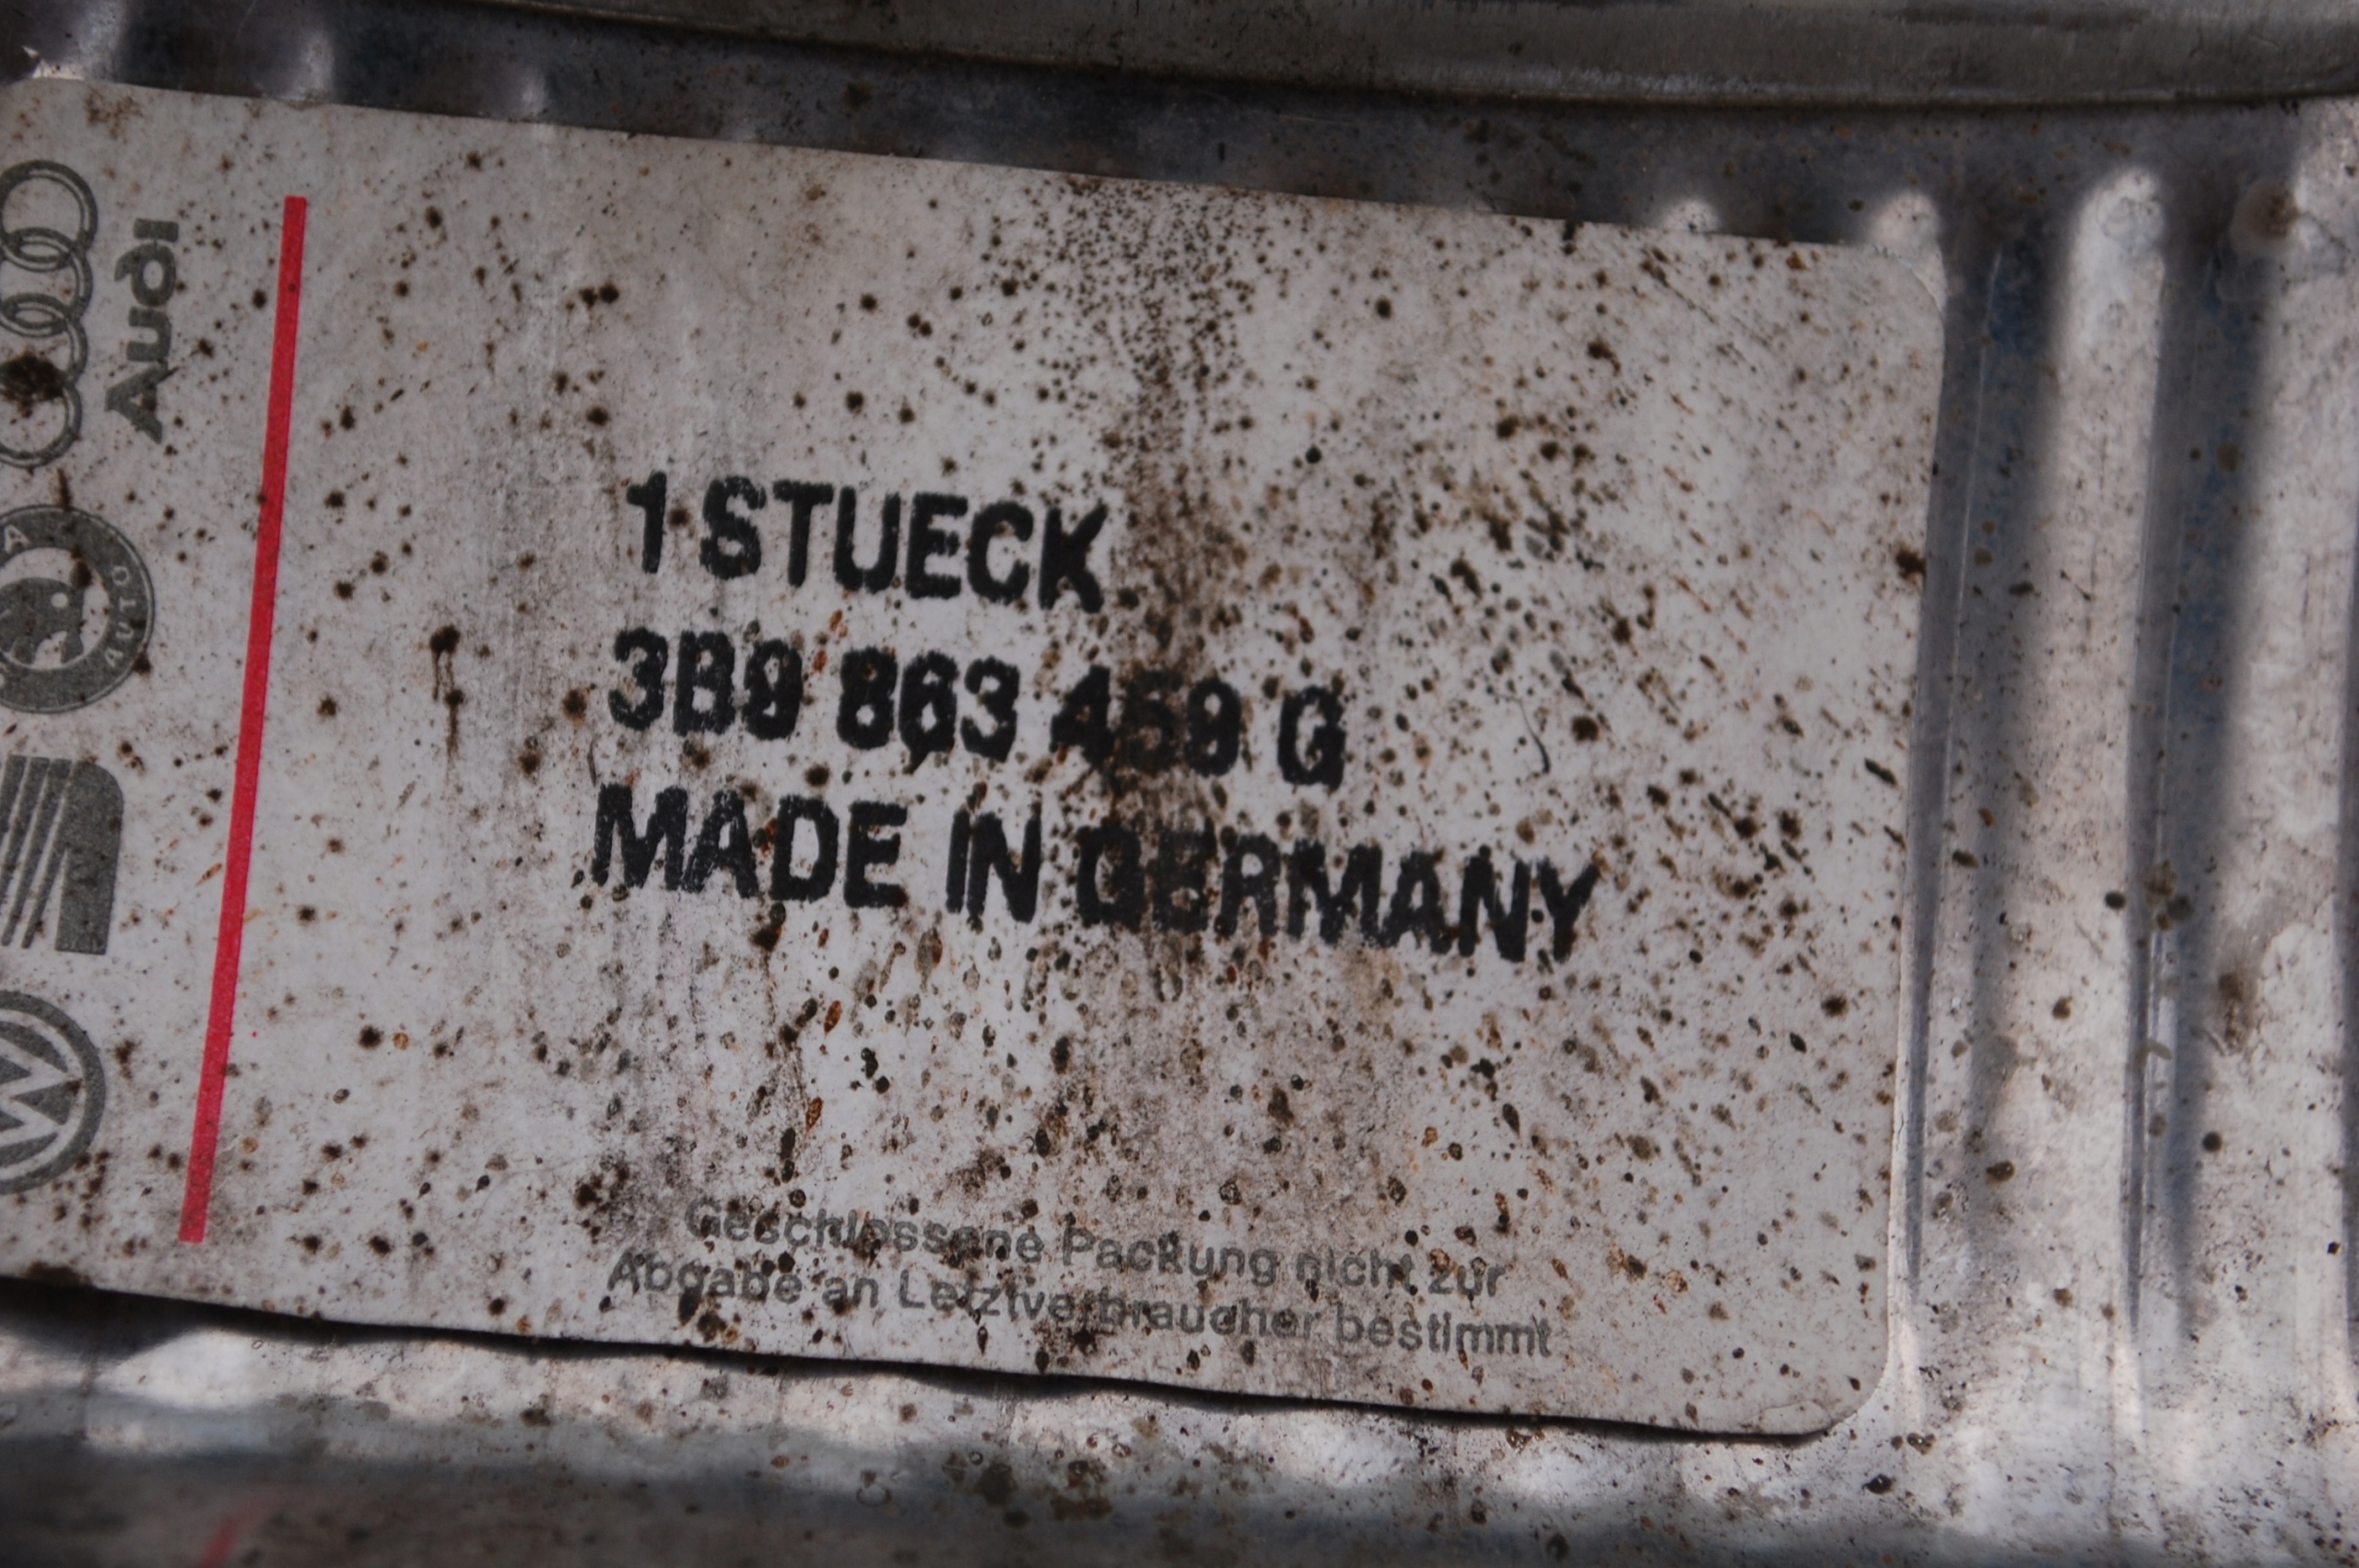 Audi
AUTO
1 STUECK
3B9 863 459 G
MADE IN GERMANY
Geschlossene Packung nicht zur
Abgabe an Letztverbraucher bestimmt